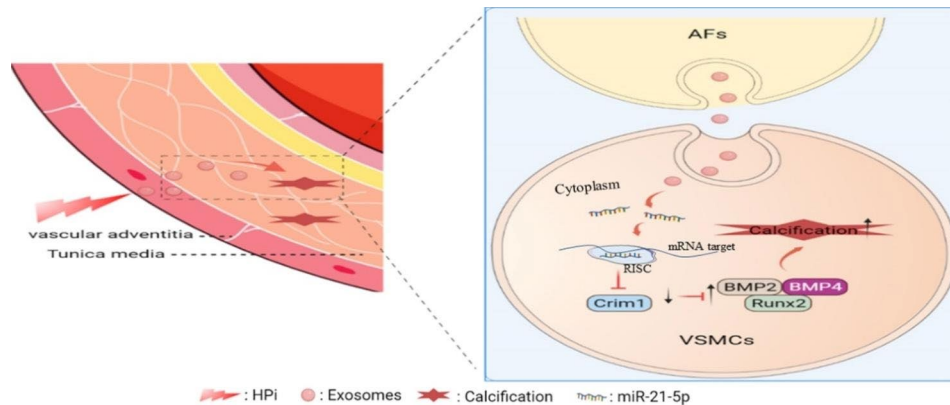 vascular adventitia
Tunica media
AFs
Cytoplasm
mRNA target
RISC
Calcification
Crim1
BMP2 BMP4
Runx2
VSMCs
: HPi : Exosomes : Calcification : miR-21-5p